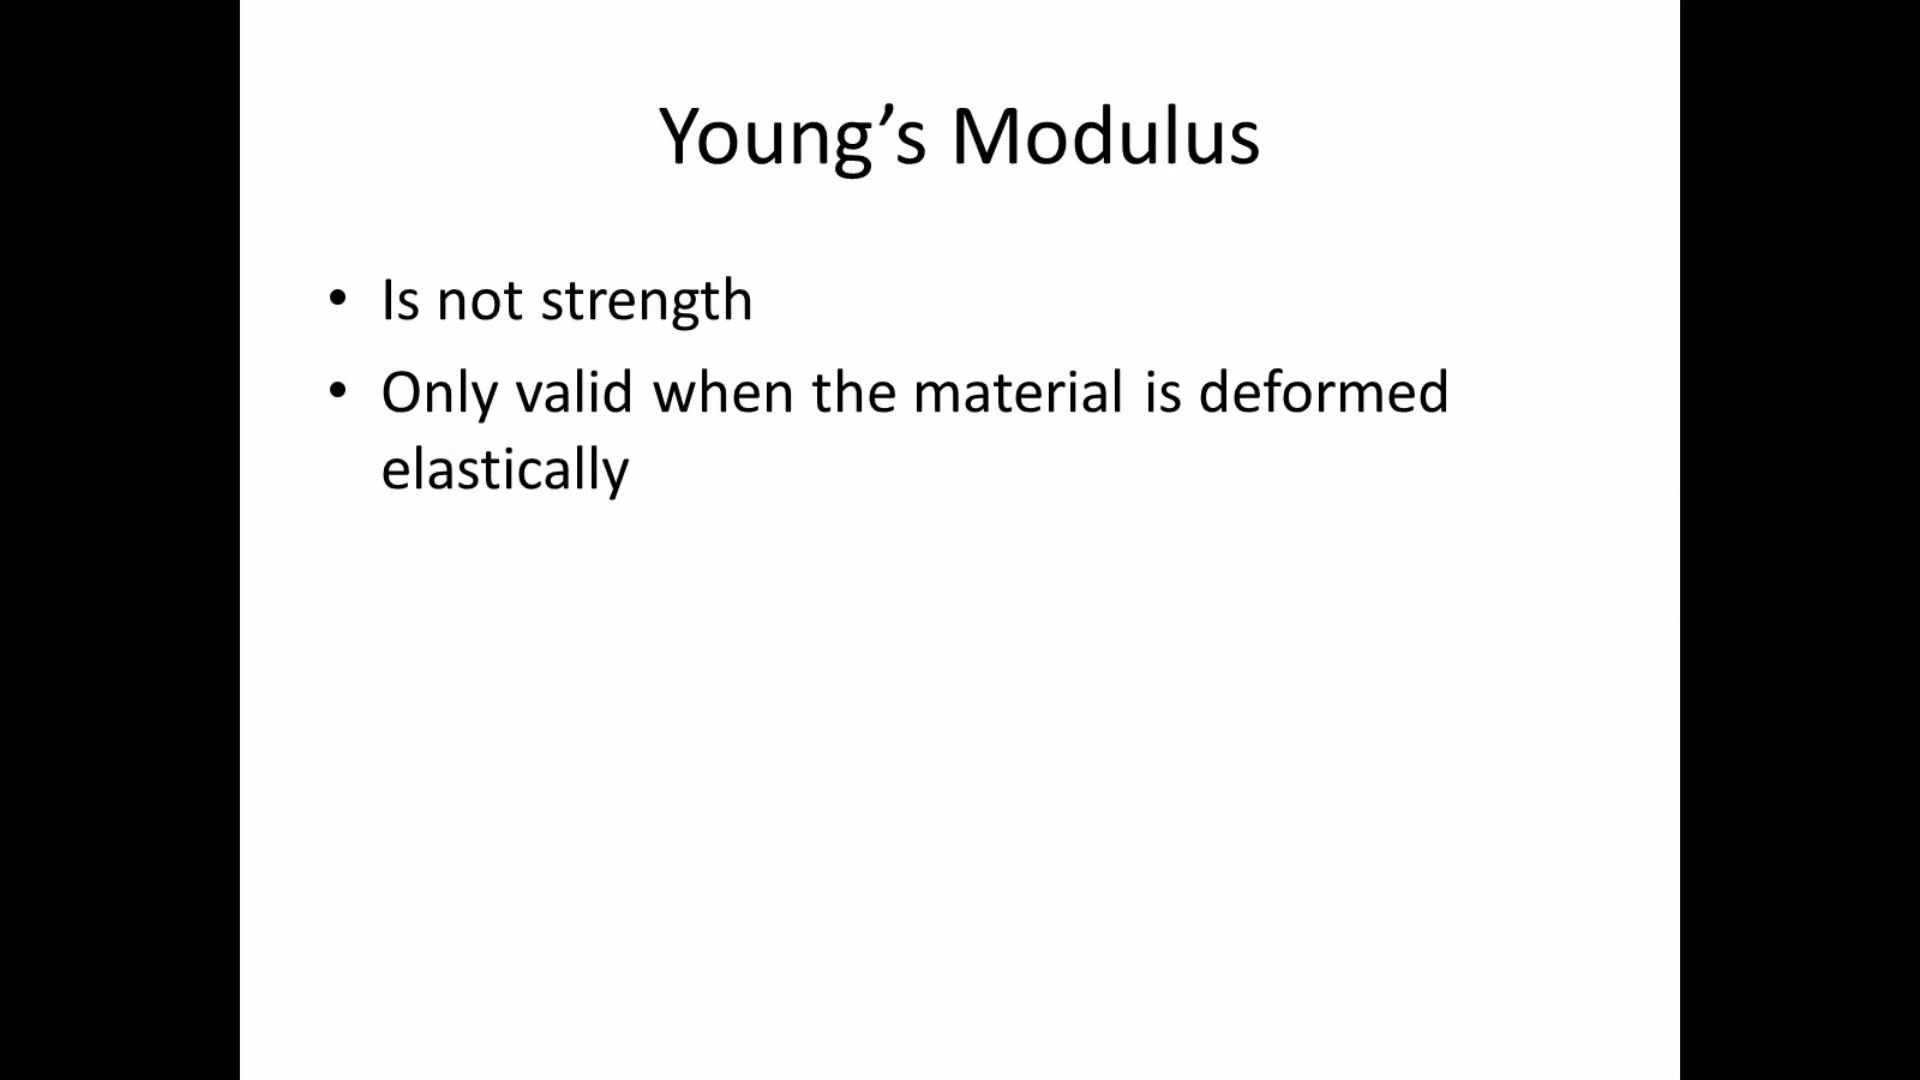 Young’s Modulus
• Is not strength
• Only valid when the material is deformed
elastically